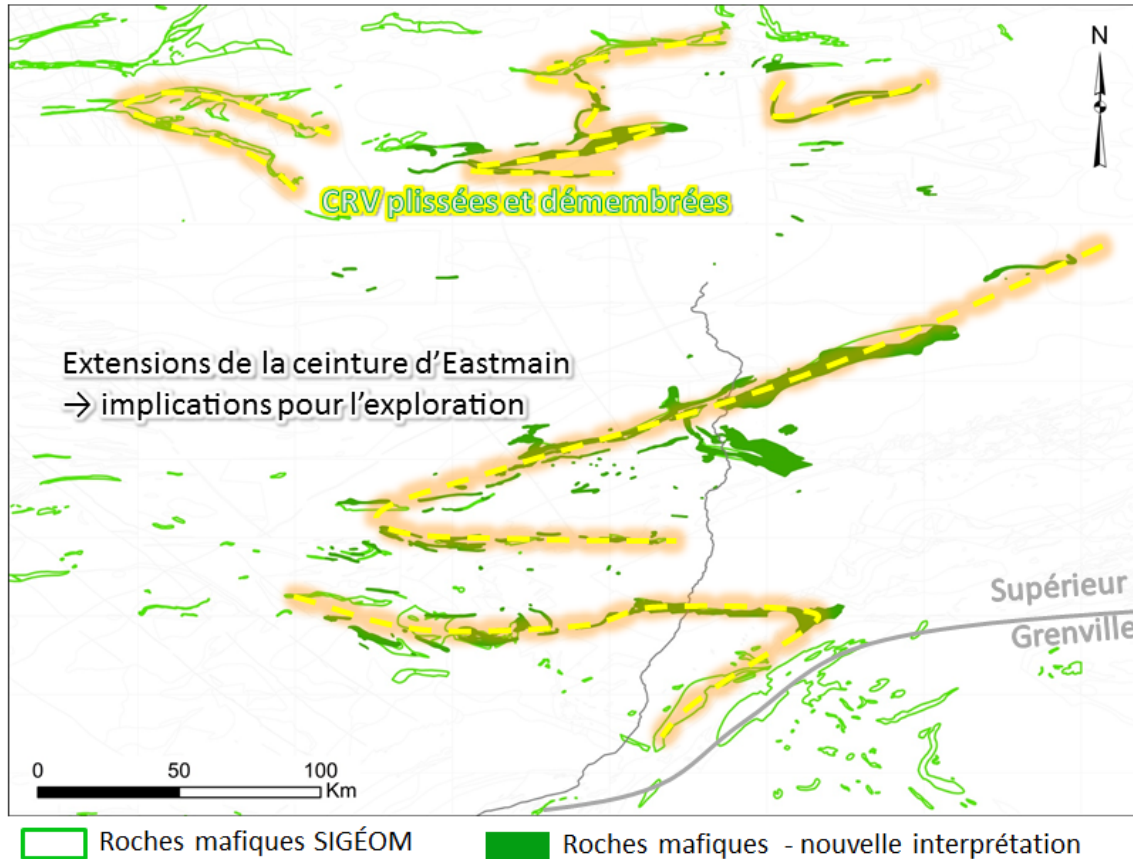 N
CRV plissées et démembrées
Extensions de la ceinture d’Eastmain
→ implications pour l’exploration
Supérieur
Grenville
0 50 100
Km
Roches mafiques SIGÉOM
Roches mafiques - nouvelle interprétation